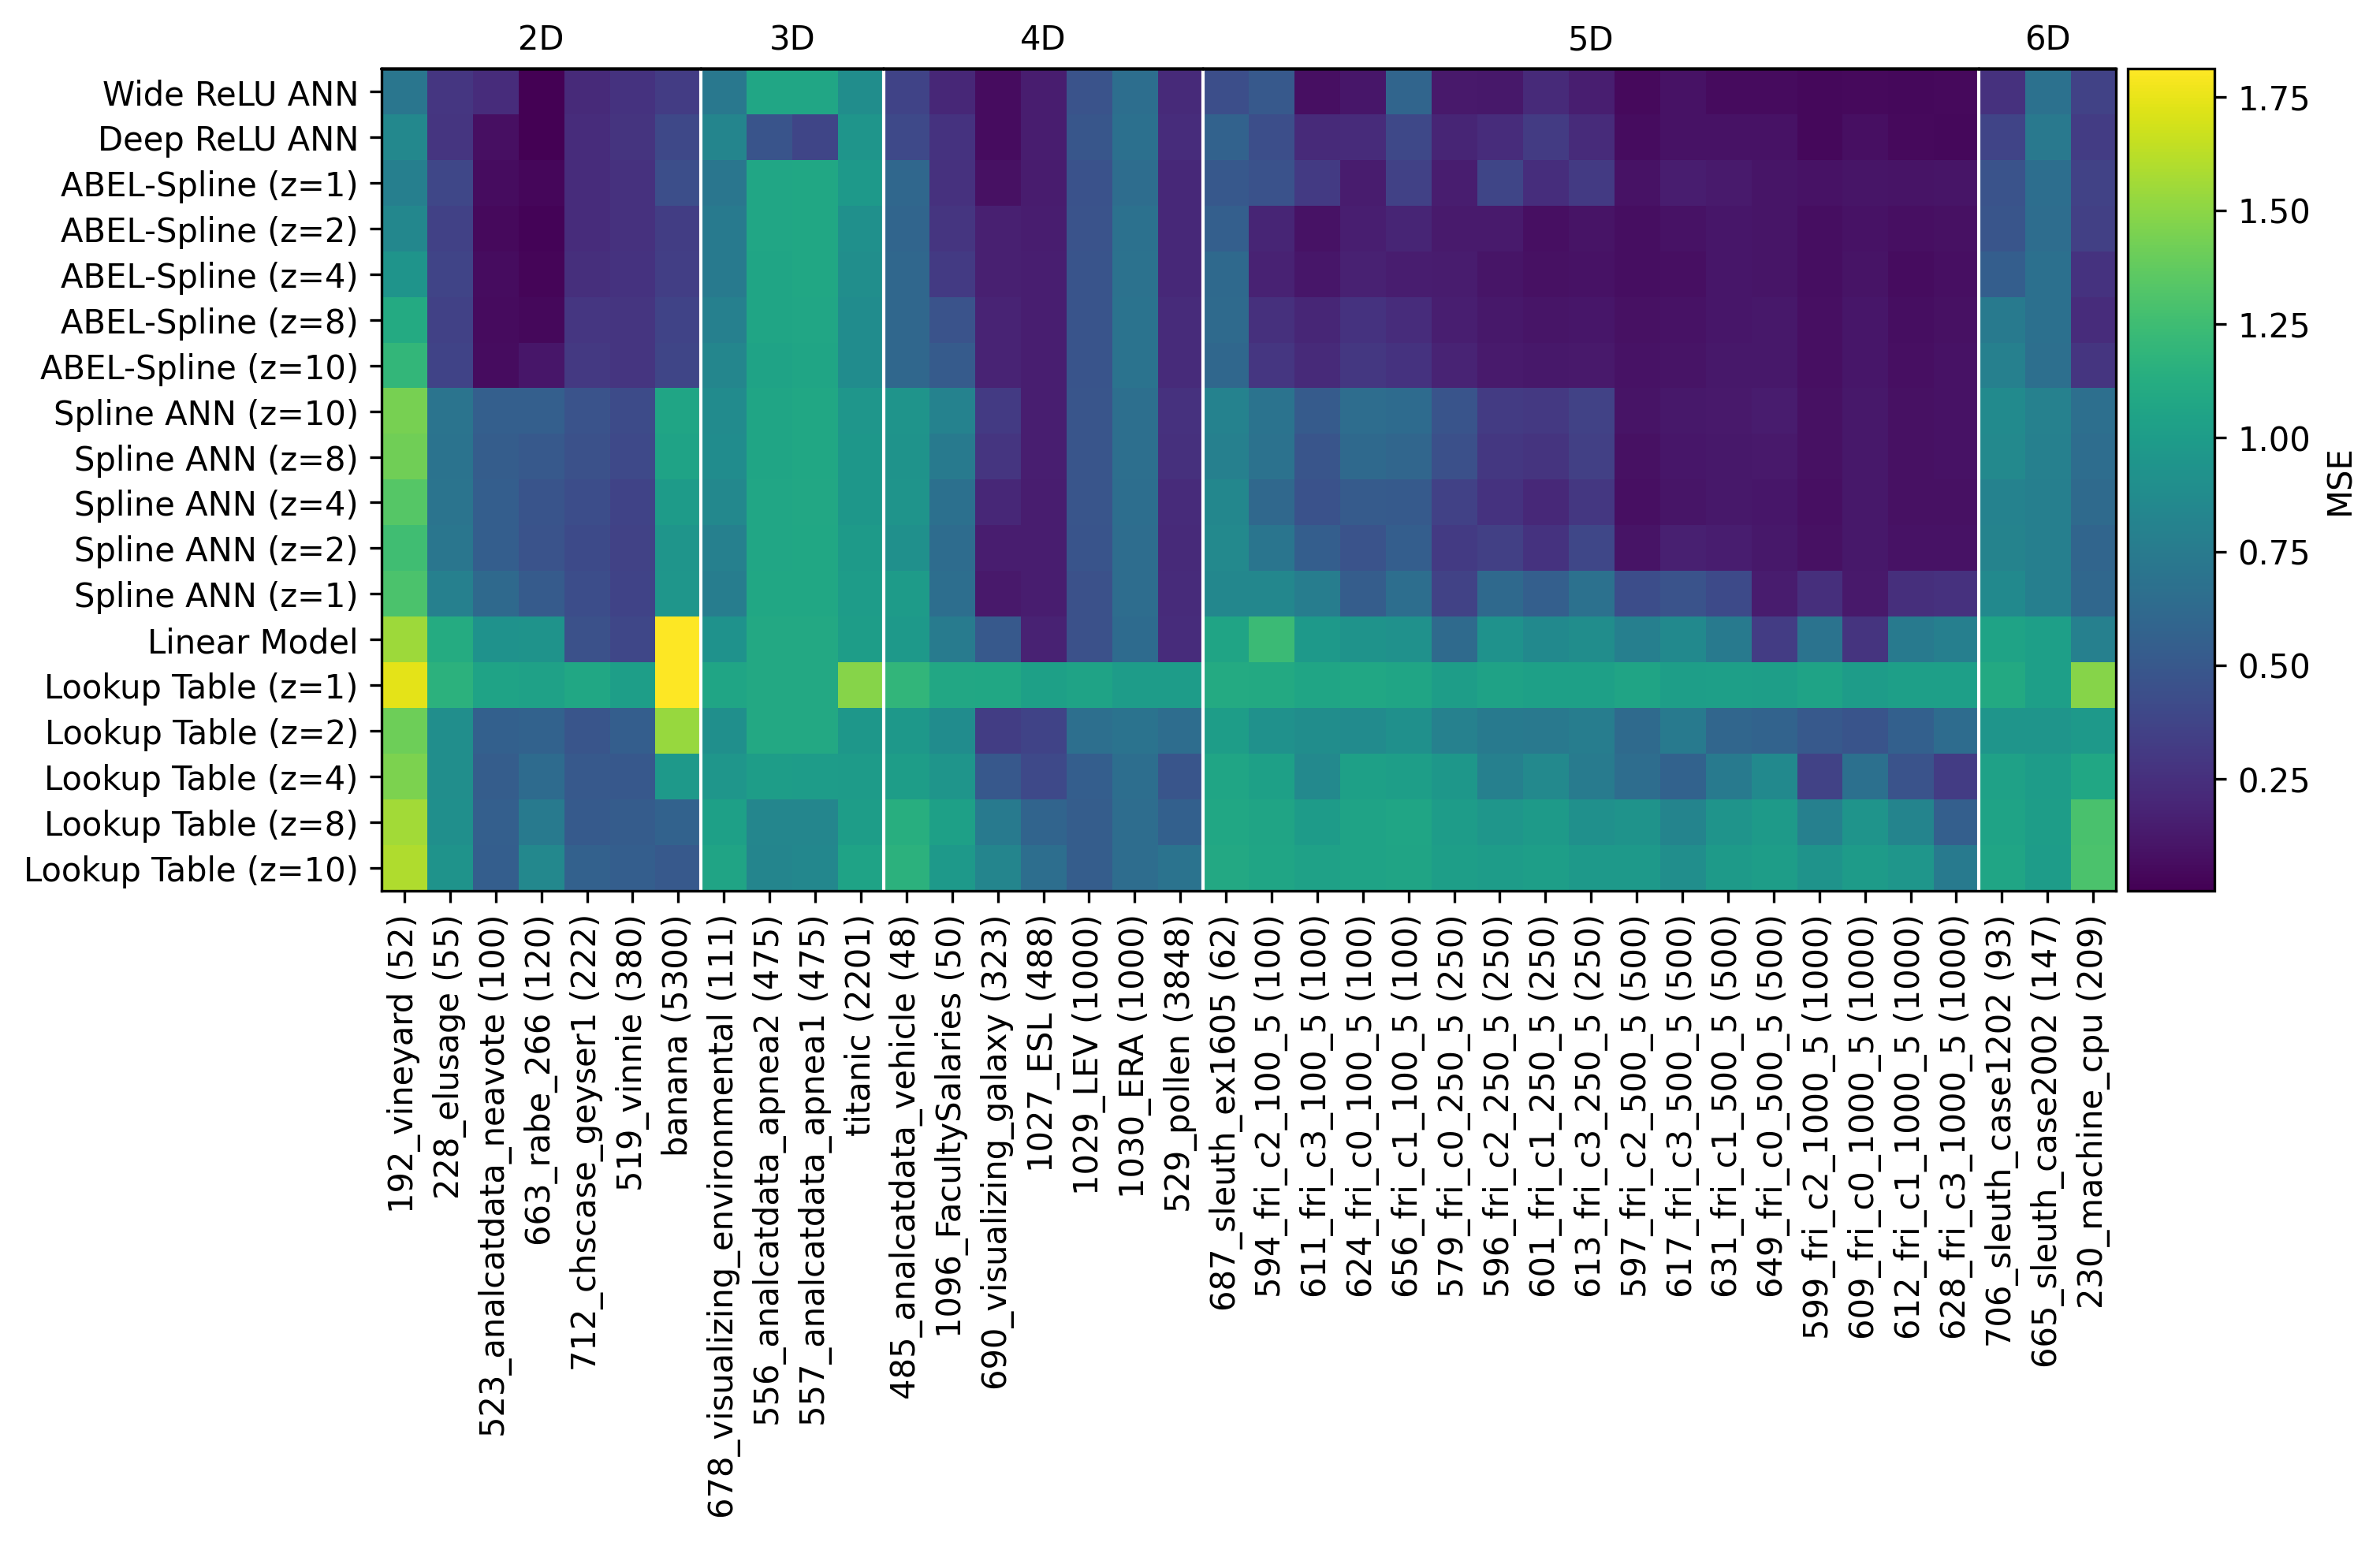 2D 3D 4D 5D 6D
Wide ReLU ANN
Deep ReLU ANN
ABEL-Spline (z=1)
ABEL-Spline (z=2)
ABEL-Spline (z=4)
ABEL-Spline (z=8)
ABEL-Spline (z=10)
Spline ANN (z=10)
Spline ANN (z=8)
Spline ANN (z=4)
Spline ANN (z=2)
Spline ANN (z=1)
Linear Model
Lookup Table (z=1)
Lookup Table (z=2)
Lookup Table (z=4)
Lookup Table (z=8)
Lookup Table (z=10)
192_vineyard (52)
228_elusage (55)
523_analcatdata_neavote (100)
663_rabe_266 (120)
712_chscase_geyser1 (222)
519_vinnie (380)
banana (5300)
678_visualizing_environmental (111)
556_analcatdata_apnea2 (475)
557_analcatdata_apnea1 (475)
titanic (2201)
485_analcatdata_vehicle (48)
1096_FacultySalaries (50)
690_visualizing_galaxy (323)
1027_ESL (488)
1029_LEV (1000)
1030_ERA (1000)
529_pollen (3848)
687_sleuth_ex1605 (62)
594_fri_c2_100_5 (100)
611_fri_c3_100_5 (100)
624_fri_c0_100_5 (100)
656_fri_c1_100_5 (100)
579_fri_c0_250_5 (250)
596_fri_c2_250_5 (250)
601_fri_c1_250_5 (250)
613_fri_c3_250_5 (250)
597_fri_c2_500_5 (500)
617_fri_c3_500_5 (500)
631_fri_c1_500_5 (500)
649_fri_c0_500_5 (500)
599_fri_c2_1000_5 (1000)
609_fri_c0_1000_5 (1000)
612_fri_c1_1000_5 (1000)
628_fri_c3_1000_5 (1000)
706_sleuth_case1202 (93)
665_sleuth_case2002 (147)
230_machine_cpu (209)
1.75
1.50
1.25
1.00
0.75
0.50
0.25
MSE